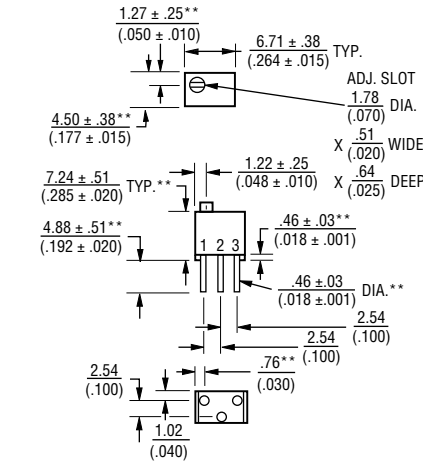 1.27 ± .25**
(.050 ± .010)
6.71 ± .38 TYP.
(.264 ± .015)
ADJ. SLOT
1.78 DIA.
(.070)
4.50 ± .38**
(.177 ± .015)
X .51 WIDE
(.020)
7.24 ± .51 TYP.**
(.285 ± .020)
1.22 ± .25
(.048 ± .010)
X .64 DEEP
(.025)
4.88 ± .51**
(.192 ± .020)
.46 ± .03**
(.018 ± .001)
1 2 3
.46 ± .03 DIA.**
(.018 ±.001)
2.54
(.100)
2.54
(.100)
2.54
(.100)
.76**
(.030)
1.02
(.040)